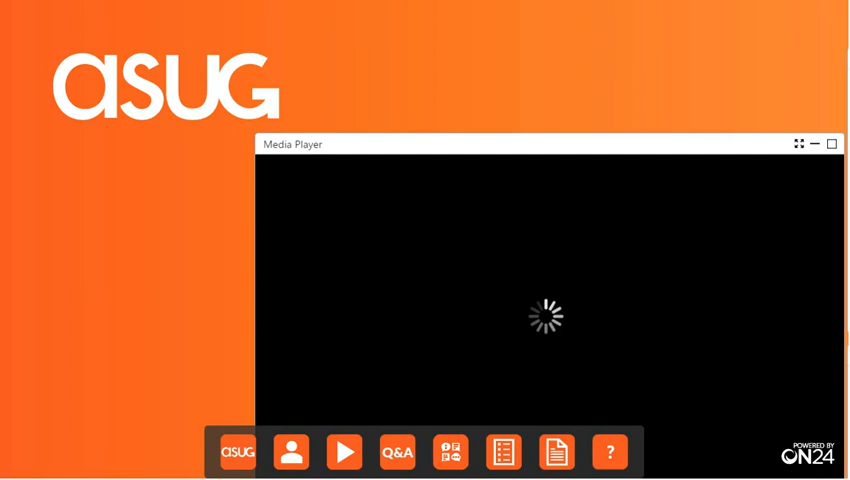 asug
Media Player
asug
Q&A
?
POWERED BY
ON24